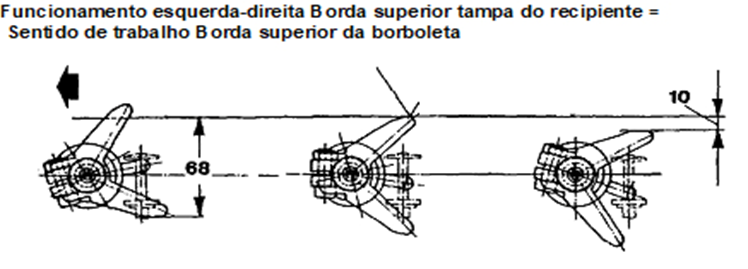 Funcionamento esquerda-direita Borda superior tampa do recipiente =
Sentido de trabalho Borda superior da borboleta
10
68